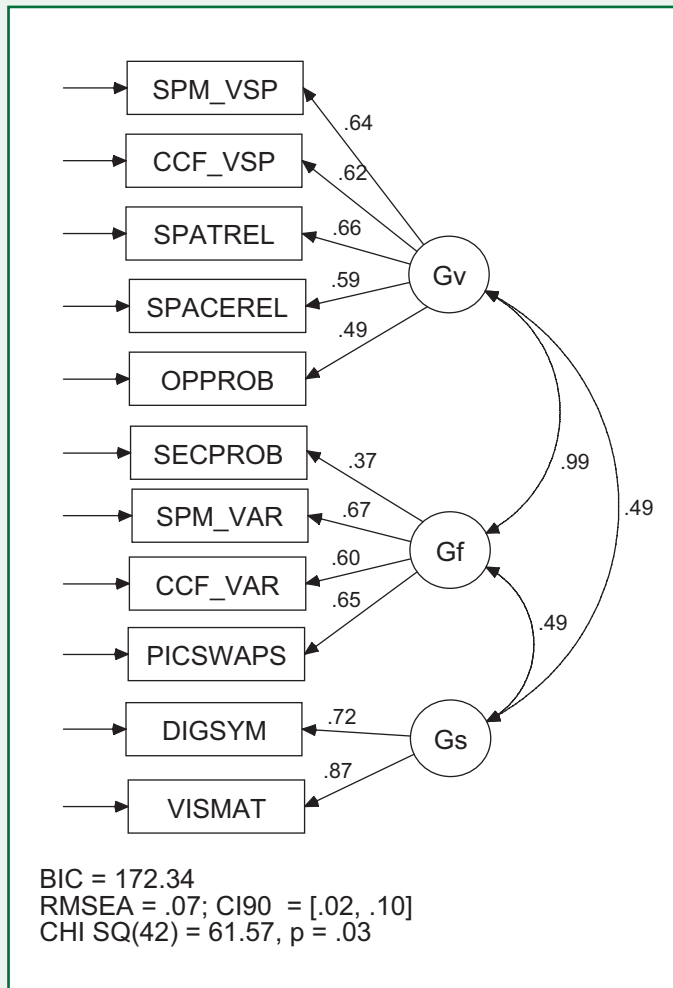 SPM_VSP
.64
CCF_VSP
.62
SPATREL
.66
Gv
SPACEREL
.59
OPPROB
.49
SECPROB
.37
.99
.49
SPM_VAR
.67
Gf
CCF_VAR
.60
PICSWAPS
.65
.49
DIGSYM
.72
Gs
VISMAT
.87
BIC = 172.34
RMSEA = .07; CI90 = [.02, .10]
CHI SQ(42) = 61.57, p = .03